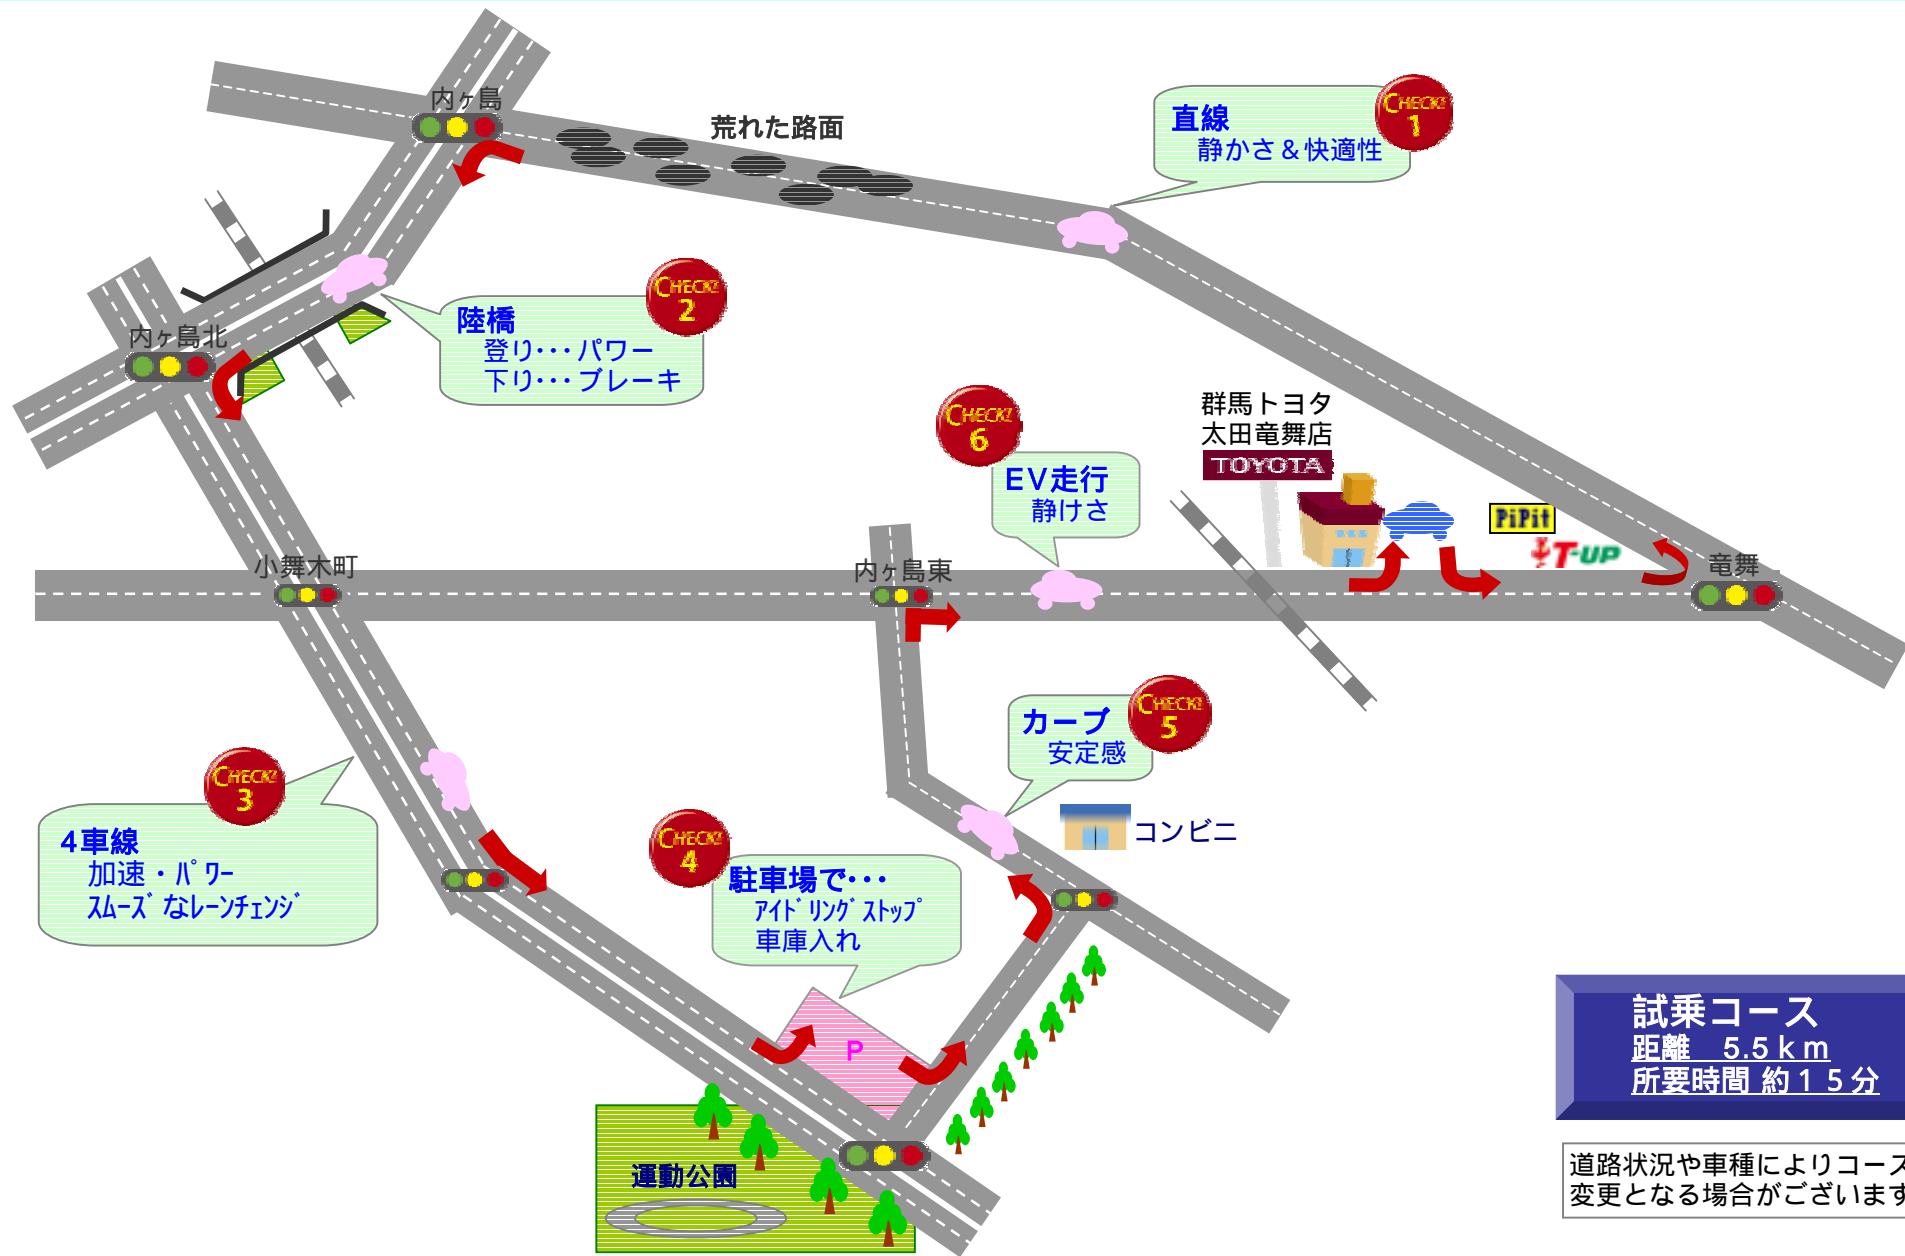 内ヶ島
荒れた路面
直線
静かさ＆快適性
CHECK!
1
陸橋
登り･･･パワー
下り･･･ブレーキ
CHECK!
2
内ヶ島北
CHECK!
6
EV走行
静けさ
群馬トヨタ
太田竜舞店
TOYOTA
PiPit
T-UP
小舞木町
内ヶ島東
竜舞
カーブ
安定感
CHECK!
5
コンビニ
CHECK!
3
4車線
加速・ﾊﾟﾜｰ
ｽﾑｰｽﾞなﾚｰﾝﾁｪﾝｼﾞ
CHECK!
4
駐車場で･･･
ｱｲﾄﾞﾘﾝｸﾞｽﾄｯﾌﾟ
車庫入れ
P
運動公園
試乗コース
距離　5.5ｋｍ
所要時間 約１５分
道路状況や車種によりコース
変更となる場合がございます